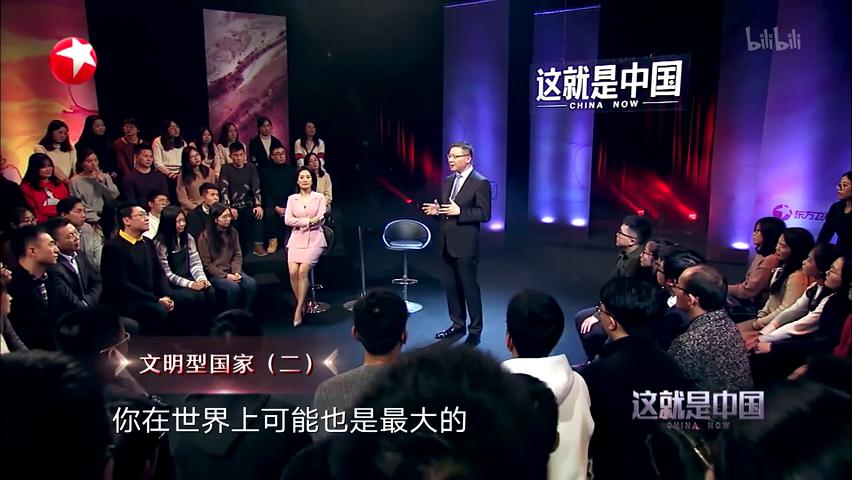 bilibili
这就是中国
CHINA NOW
东方卫
文明型国家（二）
你在世界上可能也是最大的
这就是中国
CHINA NOW